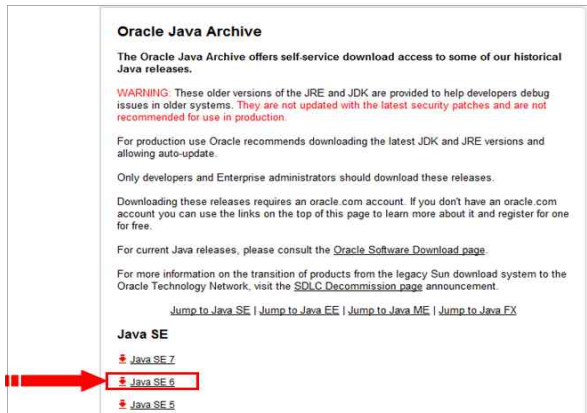 Oracle Java Archive
The Oracle Java Archive offers self-service download access to some of our historical
Java releases.
WARNING: These older versions of the JRE and JDK are provided to help developers debug
issues in older systems. They are not updated with the latest security patches and are not
recommended for use in production.
For production use Oracle recommends downloading the latest JDK and JRE versions and
allowing auto-update.
Only developers and Enterprise administrators should download these releases.
Downloading these releases requires an oracle.com account. If you don't have an oracle.com
account you can use the links on the top of this page to learn more about it and register for one
for free.
For current Java releases, please consult the Oracle Software Download page.
For more information on the transition of products from the legacy Sun download system to the
Oracle Technology Network, visit the SDLC Decommission page announcement.
Jump to Java SE | Jump to Java EE | Jump to Java ME | Jump to Java FX
Java SE
Java SE 7
Java SE 6
Java SE 5